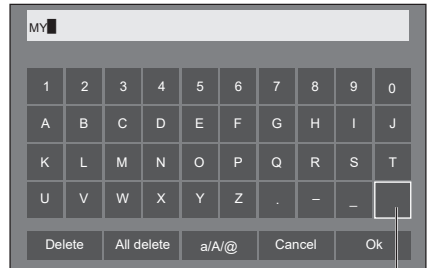 MY
1 2 3 4 5 6 7 8 9 0
A B C D E F G H I J
K L M N O P Q R S T
U V W X Y Z . – _
Delete All delete a/A/@ Cancel Ok